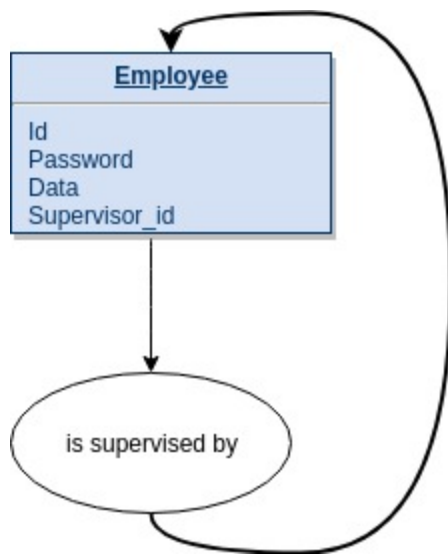 Employee
Id
Password
Data
Supervisor_id
is supervised by